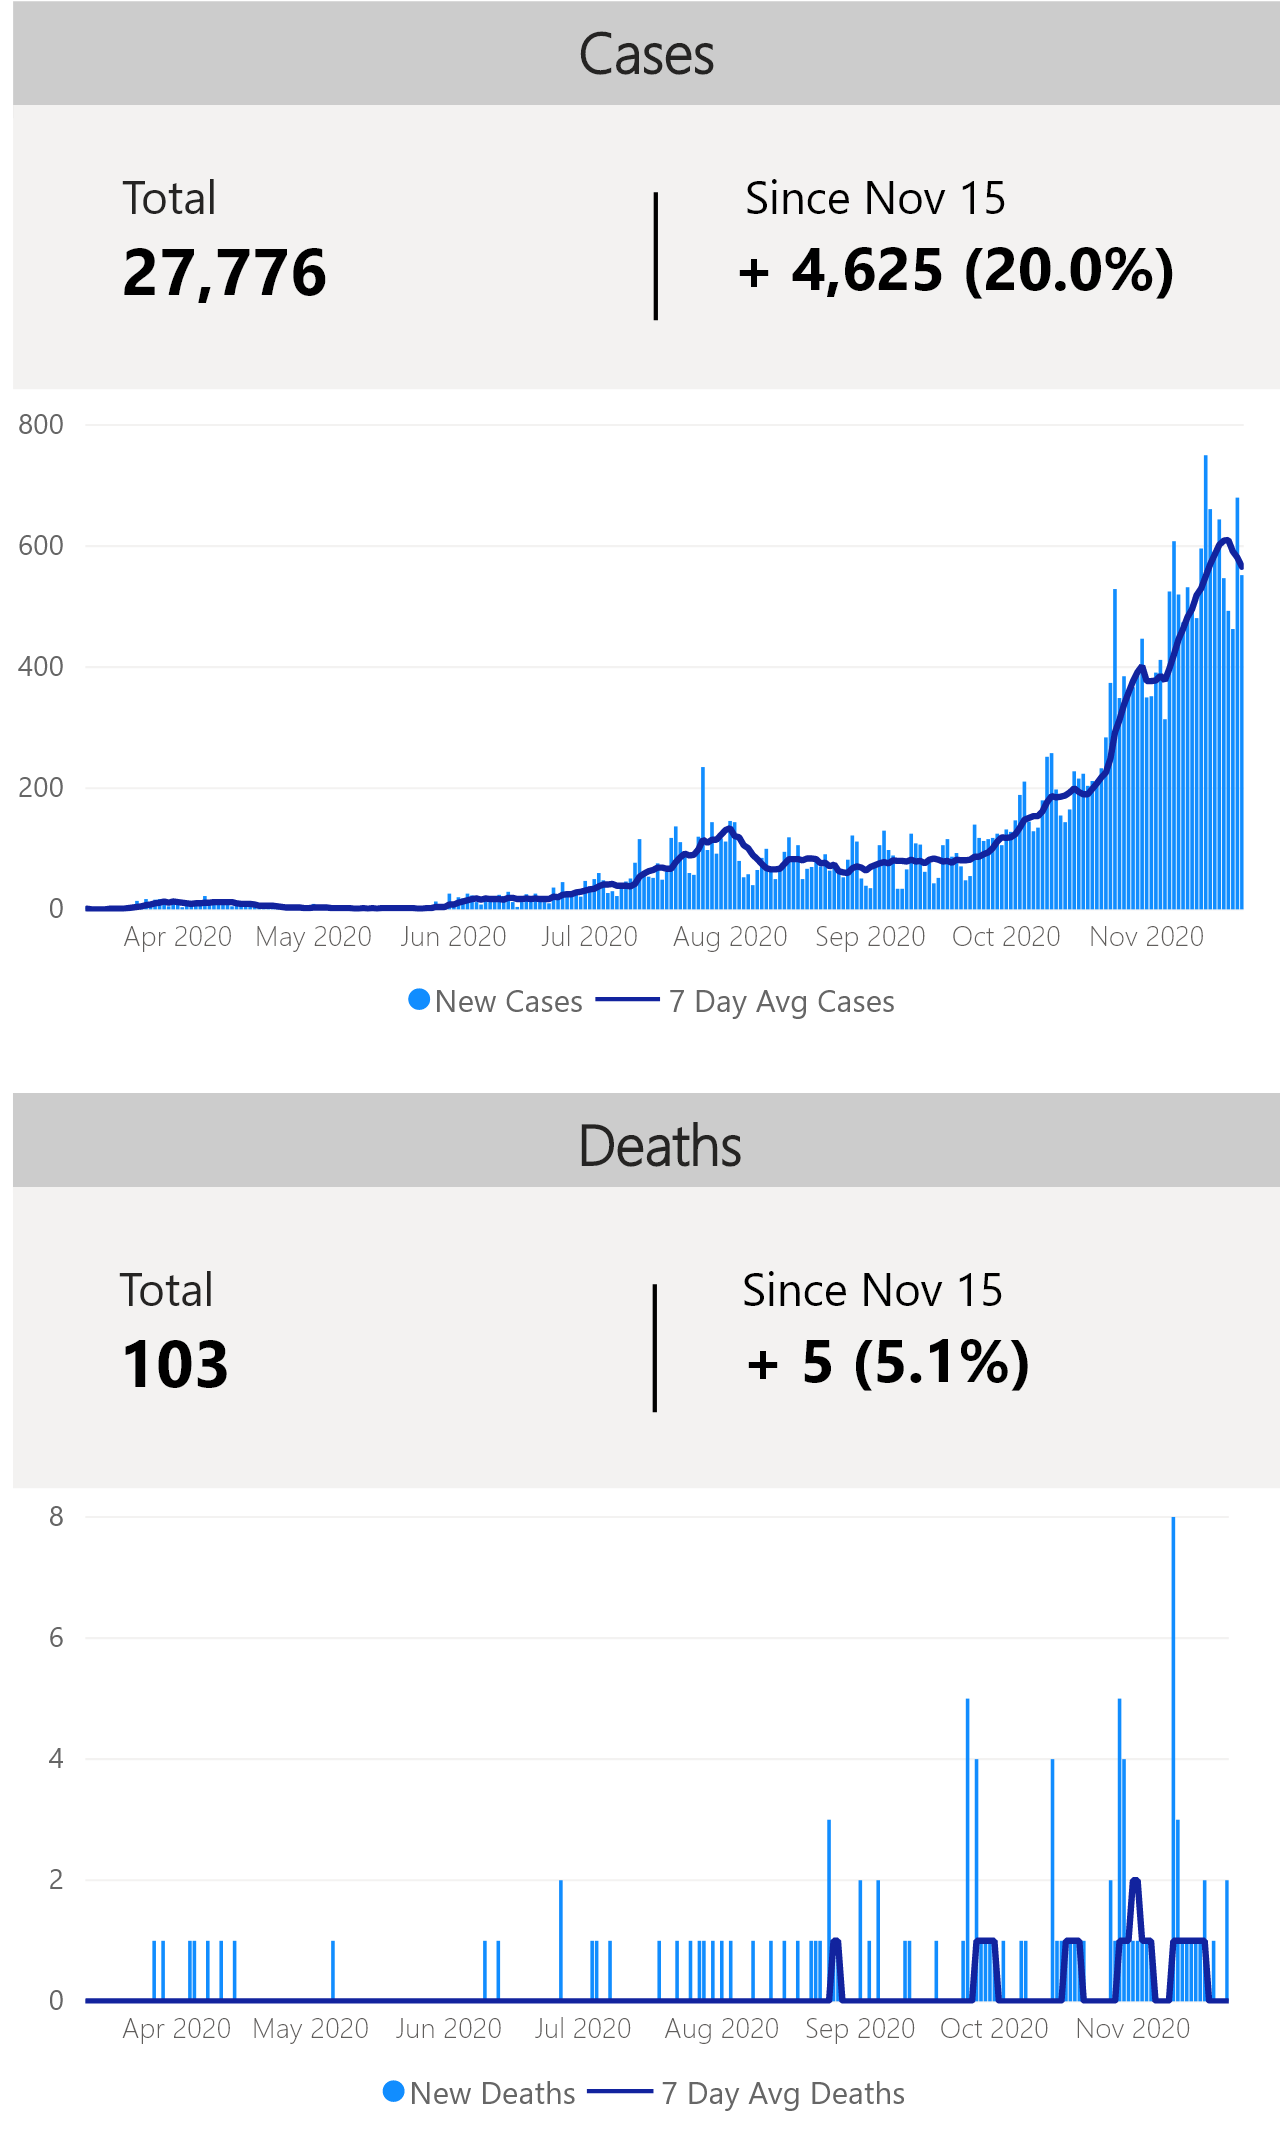 Cases
Total
Since Nov 15
27,776
+ 4,625 (20.0%)
800
600
400
200
0
Apr 2020 May 2020 Jun 2020 Jul 2020 Aug 2020 Sep 2020 Oct 2020 Nov 2020
New Cases 7 Day Avg Cases
Deaths
Total
Since Nov 15
103
+ 5 (5.1%)
8
6
4
2
0
Apr 2020 May 2020 Jun 2020 Jul 2020 Aug 2020 Sep 2020 Oct 2020 Nov 2020
New Deaths 7 Day Avg Deaths